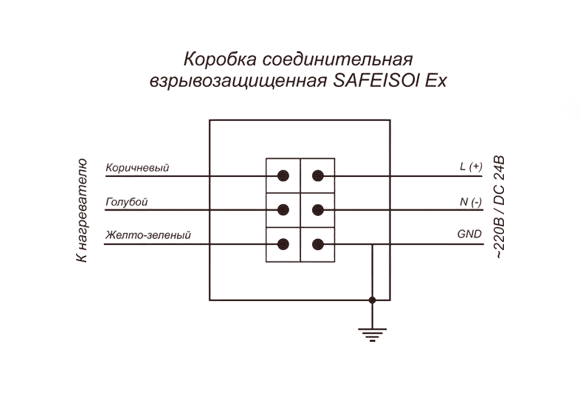 Коробка соединительная
взрывозащищенная SAFEISOl Ex
К нагревателю
Коричневый
Голубой
Желто-зеленый
L (+)
N (-)
GND
~220В / DC 24В